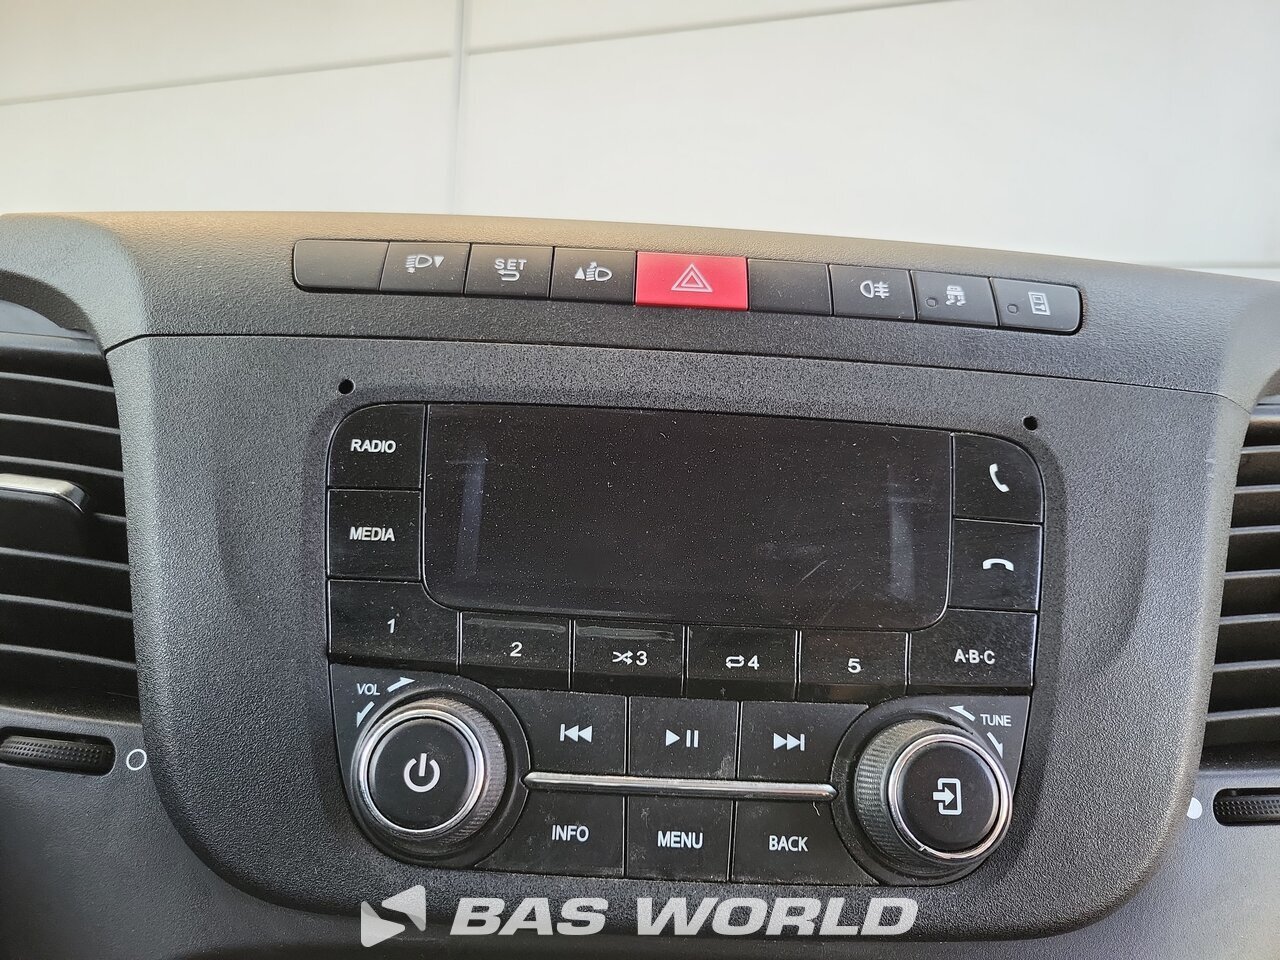 SET
RADIO
MEDIA
1
2
3
4
5
A·B·C
VOL
TUNE
INFO
MENU
BACK
BAS WORLD